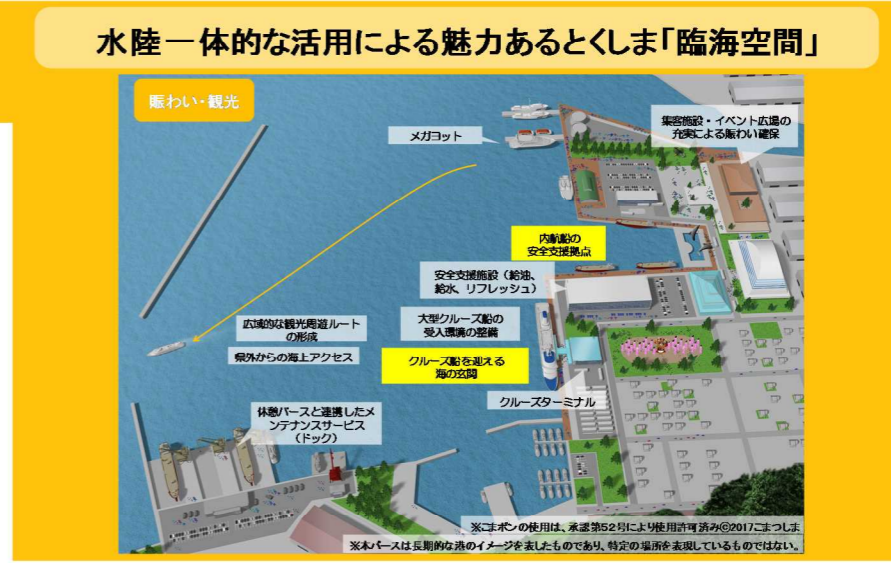 水陸一体的な活用による魅力あるとくしま「臨海空間」
賑わい・観光
メガヨット
集客施設・イベント広場の
充実による賑わい確保
内航船の
安全支援拠点
安全支援施設（給油、
給水、リフレッシュ）
広域的な観光周遊ルート
の形成
大型クルーズ船の
受入環境の整備
県外からの海上アクセス
クルーズ船を迎える
海の玄関
クルーズターミナル
休憩バースと連携したメ
ンテナンスサービス
（ドック）
※こまポンの使用は、承認第52号により使用許可済み©2017こまつしま
※本パースは長期的な港のイメージを表したものであり、特定の場所を表現しているものではない。